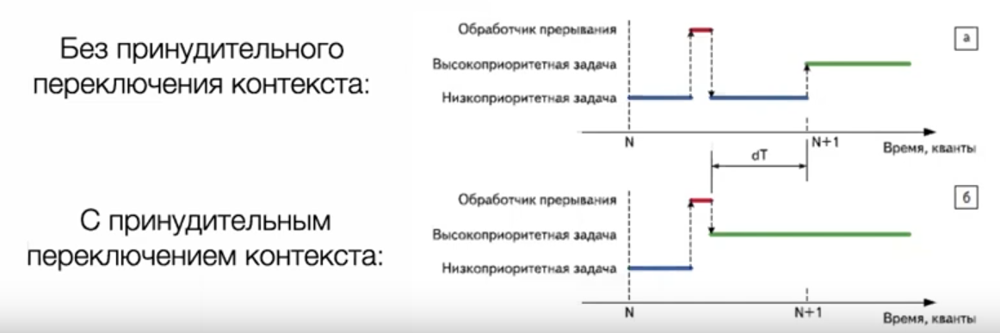 Без принудительного
переключения контекста:
Обработчик прерывания
Высокоприоритетная задача
Низкоприоритетная задача
а
N
N+1
Время, кванты
dT
С принудительным
переключением контекста:
Обработчик прерывания
Высокоприоритетная задача
Низкоприоритетная задача
б
N
N+1
Время, кванты